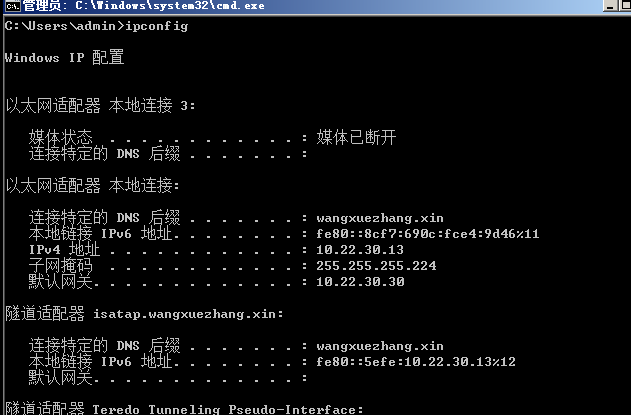 管理员: C:\Windows\system32\cmd.exe
C:\Users\admin>ipconfig
Windows IP 配置
以太网适配器 本地连接 3:
媒体状态 . . . . . . . . . . . . : 媒体已断开
连接特定的 DNS 后缀 . . . . . . . :
以太网适配器 本地连接:
连接特定的 DNS 后缀 . . . . . . . : wangxuezhang.xin
本地链接 IPv6 地址. . . . . . . . : fe80::8cf7:690c:fce4:9d46%11
IPv4 地址 . . . . . . . . . . . . : 10.22.30.13
子网掩码 . . . . . . . . . . . . : 255.255.255.224
默认网关. . . . . . . . . . . . . : 10.22.30.30
隧道适配器 isatap.wangxuezhang.xin:
连接特定的 DNS 后缀 . . . . . . . : wangxuezhang.xin
本地链接 IPv6 地址. . . . . . . . : fe80::5efe:10.22.30.13%12
默认网关. . . . . . . . . . . . . :
隧道适配器 Teredo Tunneling Pseudo-Interface: